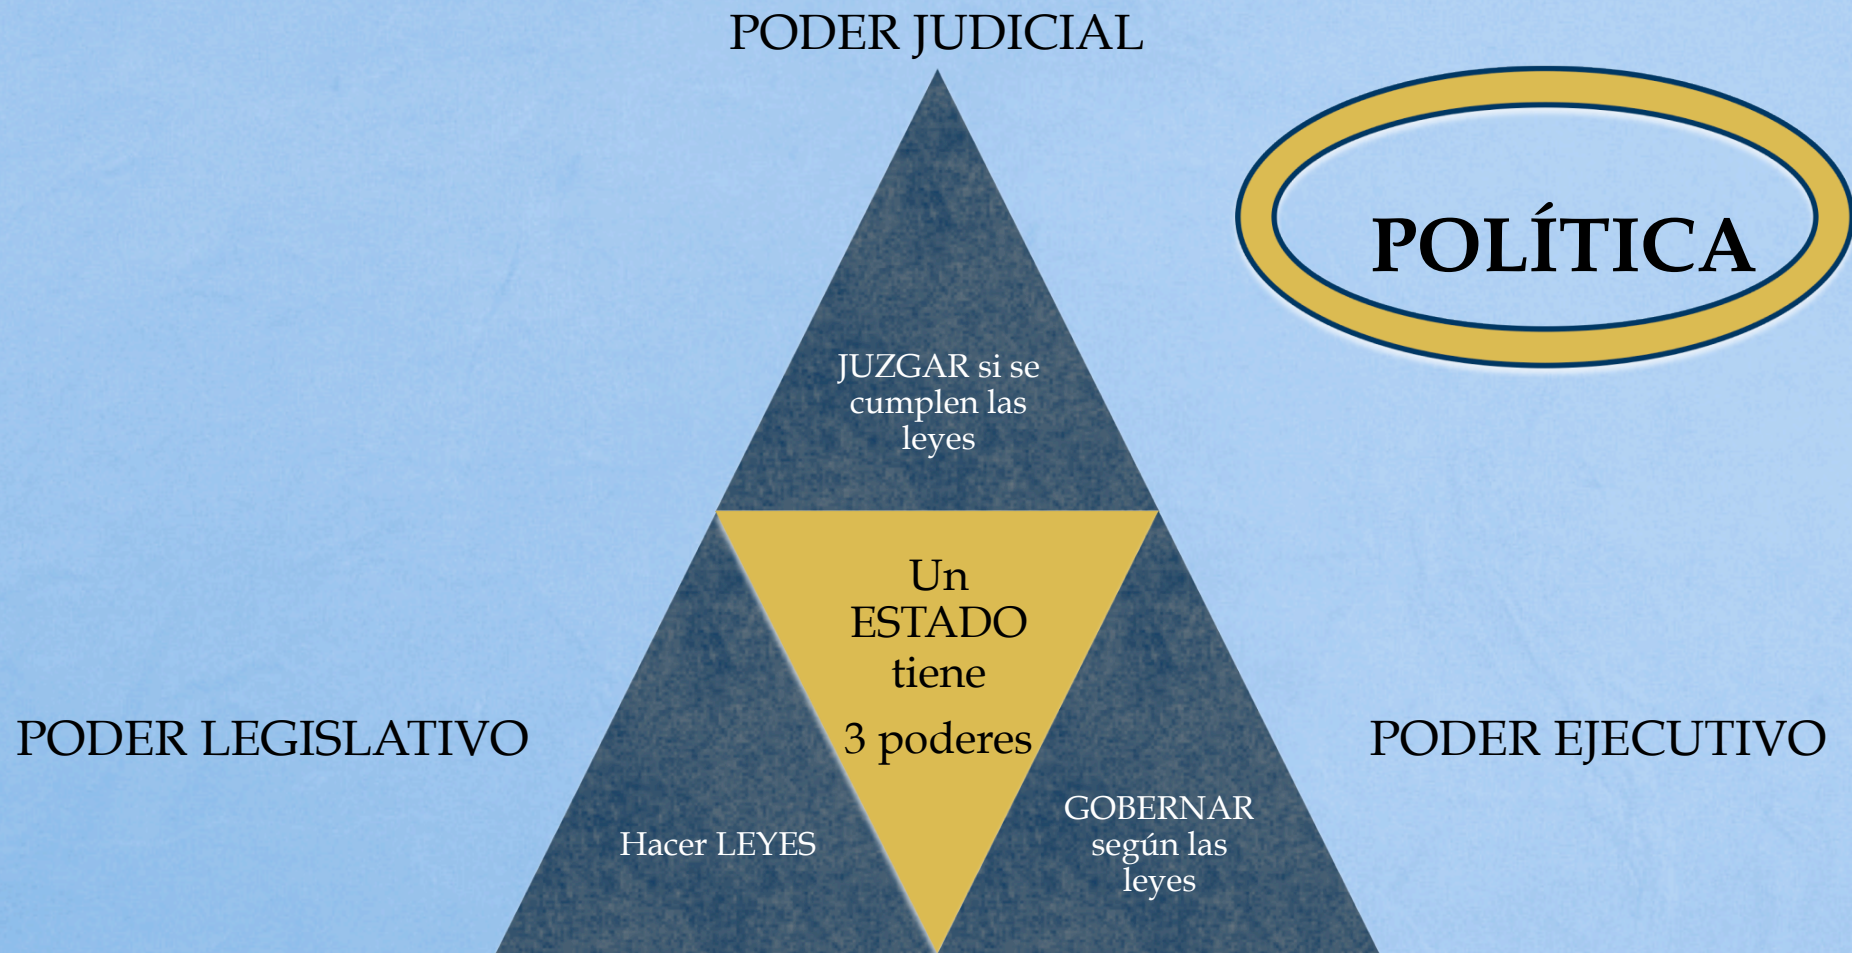 PODER JUDICIAL
POLÍTICA
JUZGAR si se
cumplen las
leyes
Un
ESTADO
tiene
3 poderes
PODER LEGISLATIVO
PODER EJECUTIVO
Hacer LEYES
GOBERNAR
según las
leyes